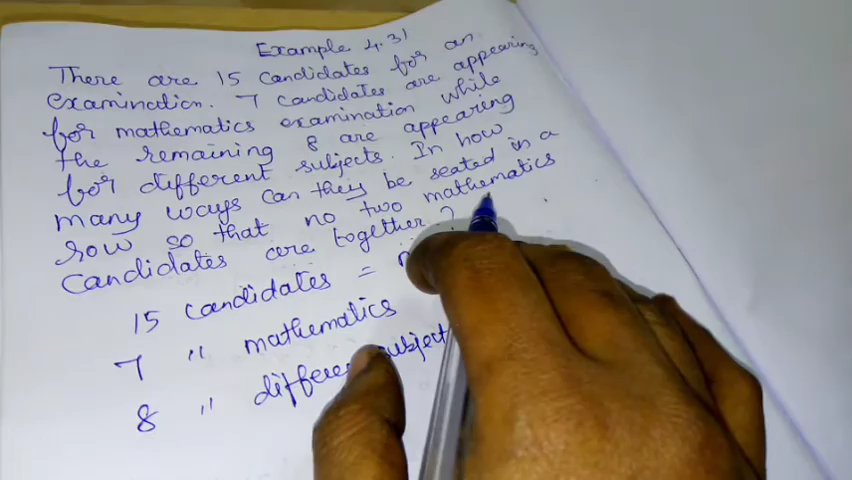 Example 4.31
There are 15 candidates for an
examination. 7 candidates are appearing
for mathematics examination while
the remaining 8 are appearing
for different subjects. In how
many ways can they be seated in a
row so that no two mathematics
candidates are together?
15 candidates =
7 " mathematics
8 " different subject